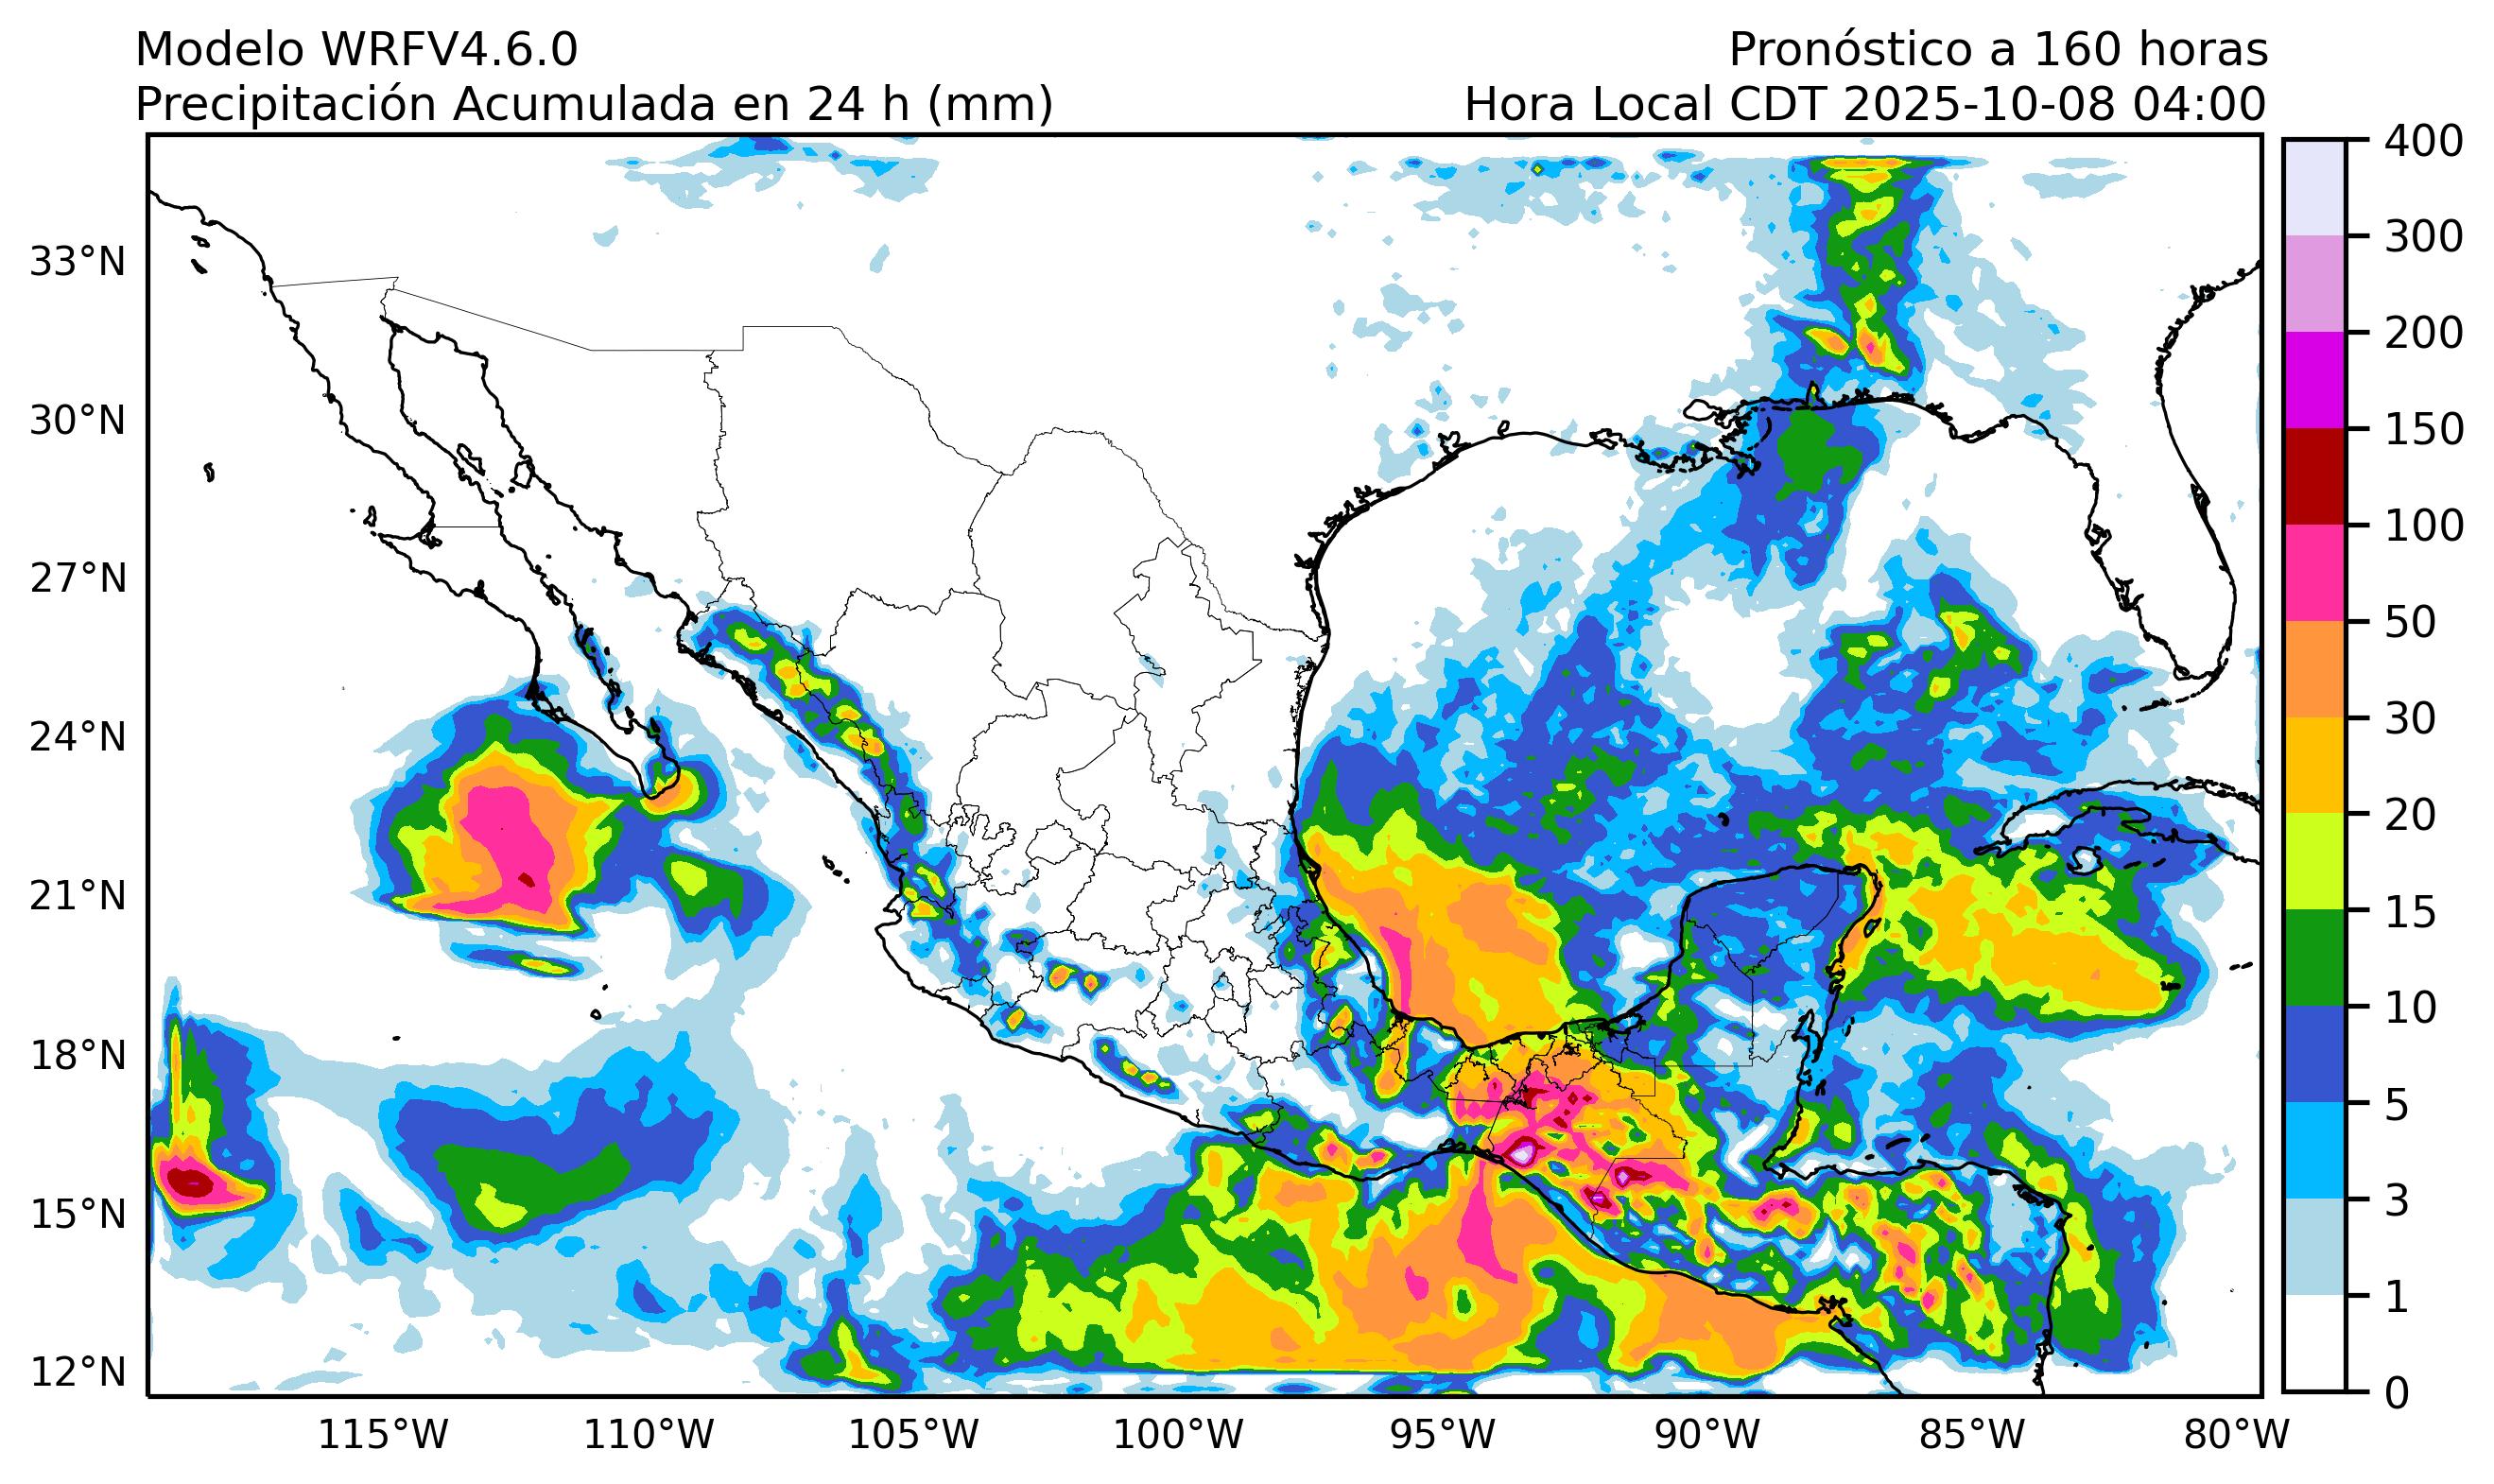 Modelo WRFV4.6.0
Pronóstico a 160 horas
Precipitación Acumulada en 24 h (mm)
Hora Local CDT 2025-10-08 04:00
33°N
30°N
27°N
24°N
21°N
18°N
15°N
12°N
115°W
110°W
105°W
100°W
95°W
90°W
85°W
80°W
400
300
200
150
100
50
30
20
15
10
5
3
1
0